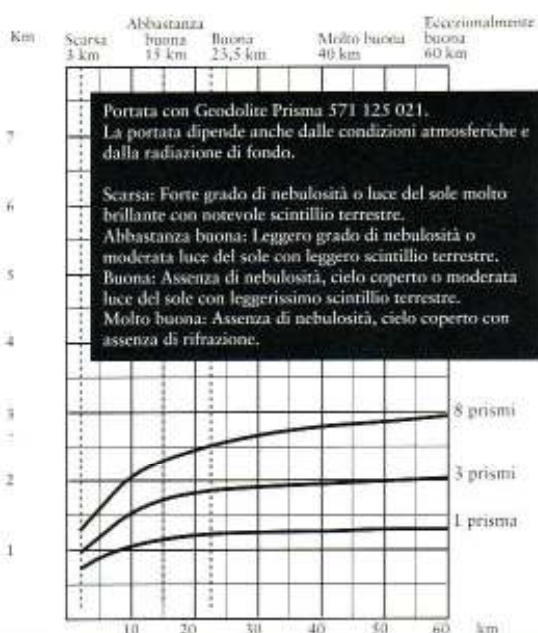 Km
Scarsa
3 km
Abbastanza
buona
15 km
Buona
23,5 km
Molto buona
40 km
Eccezionalmente
buona
60 km
Portata con Geodolite Prisma 571 125 021.
La portata dipende anche dalle condizioni atmosferiche e
dalla radiazione di fondo.
Scarsa: Forte grado di nebulosità o luce del sole molto
brillante con notevole scintillio terrestre.
Abbastanza buona: Leggero grado di nebulosità o
moderata luce del sole con leggero scintillio terrestre.
Buona: Assenza di nebulosità, cielo coperto o moderata
luce del sole con leggerissimo scintillio terrestre.
Molto buona: Assenza di nebulosità, cielo coperto con
assenza di rifrazione.
7
6
5
4
3
2
1
8 prismi
3 prismi
1 prisma
10 20 30 40 50 60 km